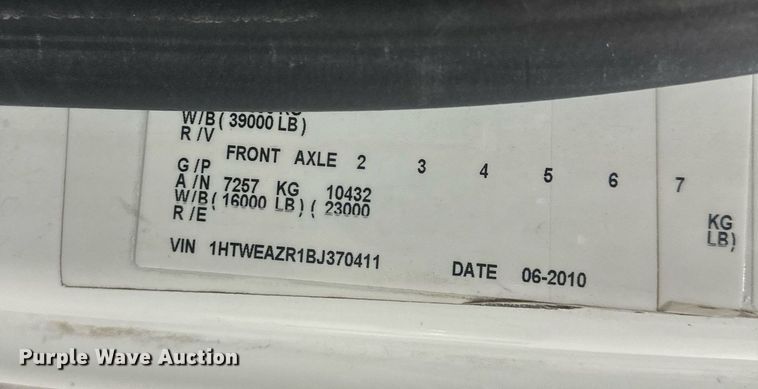 W/B ( 39000 LB)
R/V
FRONT AXLE 2 3 4 5 6 7
G/P
A/N 7257 KG 10432 KG
W/B ( 16000 LB) ( 23000 LB)
R/E
VIN 1HTWEAZR1BJ370411 DATE 06-2010
Purple Wave Auction